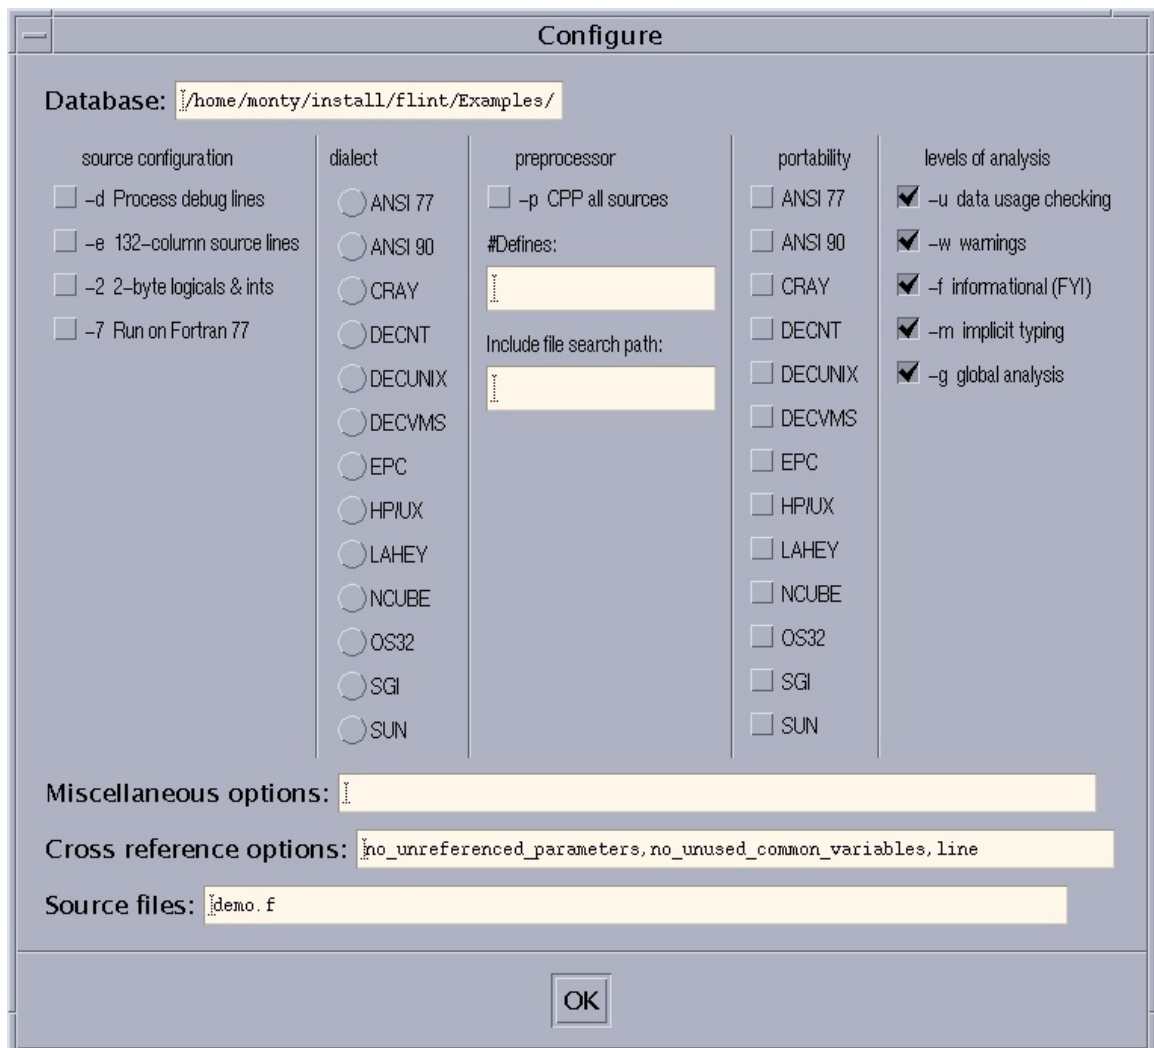 Configure
Database: /home/monty/install/flint/Examples/
source configuration
-d Process debug lines
-e 132-column source lines
-2 2-byte logicals & ints
-7 Run on Fortran 77
dialect
ANSI 77
ANSI 90
CRAY
DECNT
DECUNIX
DECVMS
EPC
HP/UX
LAHEY
NCUBE
OS32
SGI
SUN
preprocessor
-p CPP all sources
#Defines:
Include file search path:
portability
ANSI 77
ANSI 90
CRAY
DECNT
DECUNIX
DECVMS
EPC
HP/UX
LAHEY
NCUBE
OS32
SGI
SUN
levels of analysis
-u data usage checking
-w warnings
-f informational (FYI)
-m implicit typing
-g global analysis
Miscellaneous options:
Cross reference options: no_unreferenced_parameters,no_unused_common_variables,line
Source files: demo.f
OK